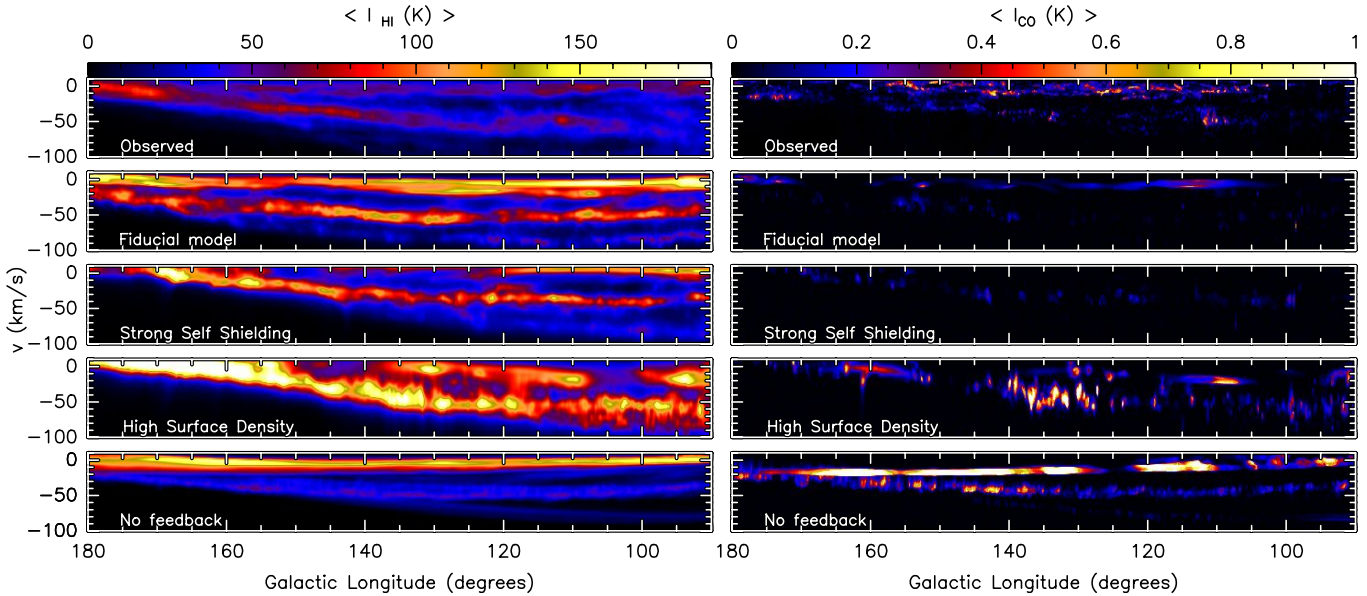 < I HI (K) >
0 50 100 150
0
−50
−100
Observed
0
−50
−100
Fiducial model
0
−50
−100
Strong Self Shielding
0
−50
−100
High Surface Density
0
−50
−100
No feedback
180 160 140 120 100
Galactic Longitude (degrees)
v (km/s)
< I CO (K) >
0 0.2 0.4 0.6 0.8 1
Observed
Fiducial model
Strong Self Shielding
High Surface Density
No feedback
180 160 140 120 100
Galactic Longitude (degrees)